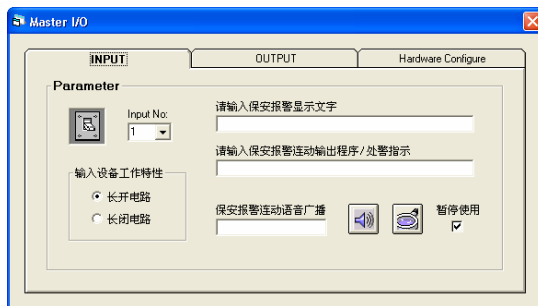 Master I/O
INPUT
OUTPUT
Hardware Configure
Parameter
Input No:
1
请输入保安报警显示文字
请输入保安报警连动输出程序/处警指示
输入设备工作特性
长开电路
长闭电路
保安报警连动语音广播
暂停使用